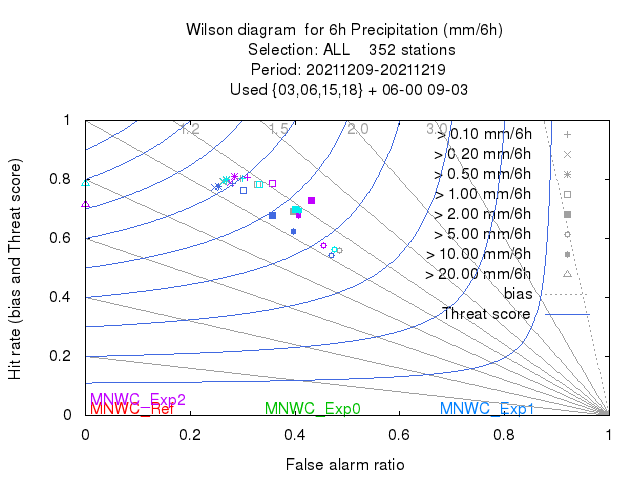 Wilson diagram  for 6h Precipitation (mm/6h)
Selection: ALL    352 stations
Period: 20211209-20211219
Used {03,06,15,18} + 06-00 09-03
Hit rate (bias and Threat score)
1
0.8
0.6
0.4
0.2
0
1.2
1.5
2.0
3.0
> 0.10 mm/6h
> 0.20 mm/6h
> 0.50 mm/6h
> 1.00 mm/6h
> 2.00 mm/6h
> 5.00 mm/6h
> 10.00 mm/6h
> 20.00 mm/6h
bias
Threat score
MNWC_Exp2
MNWC_Ref
MNWC_Exp0
MNWC_Exp1
0
0.2
0.4
0.6
0.8
1
False alarm ratio